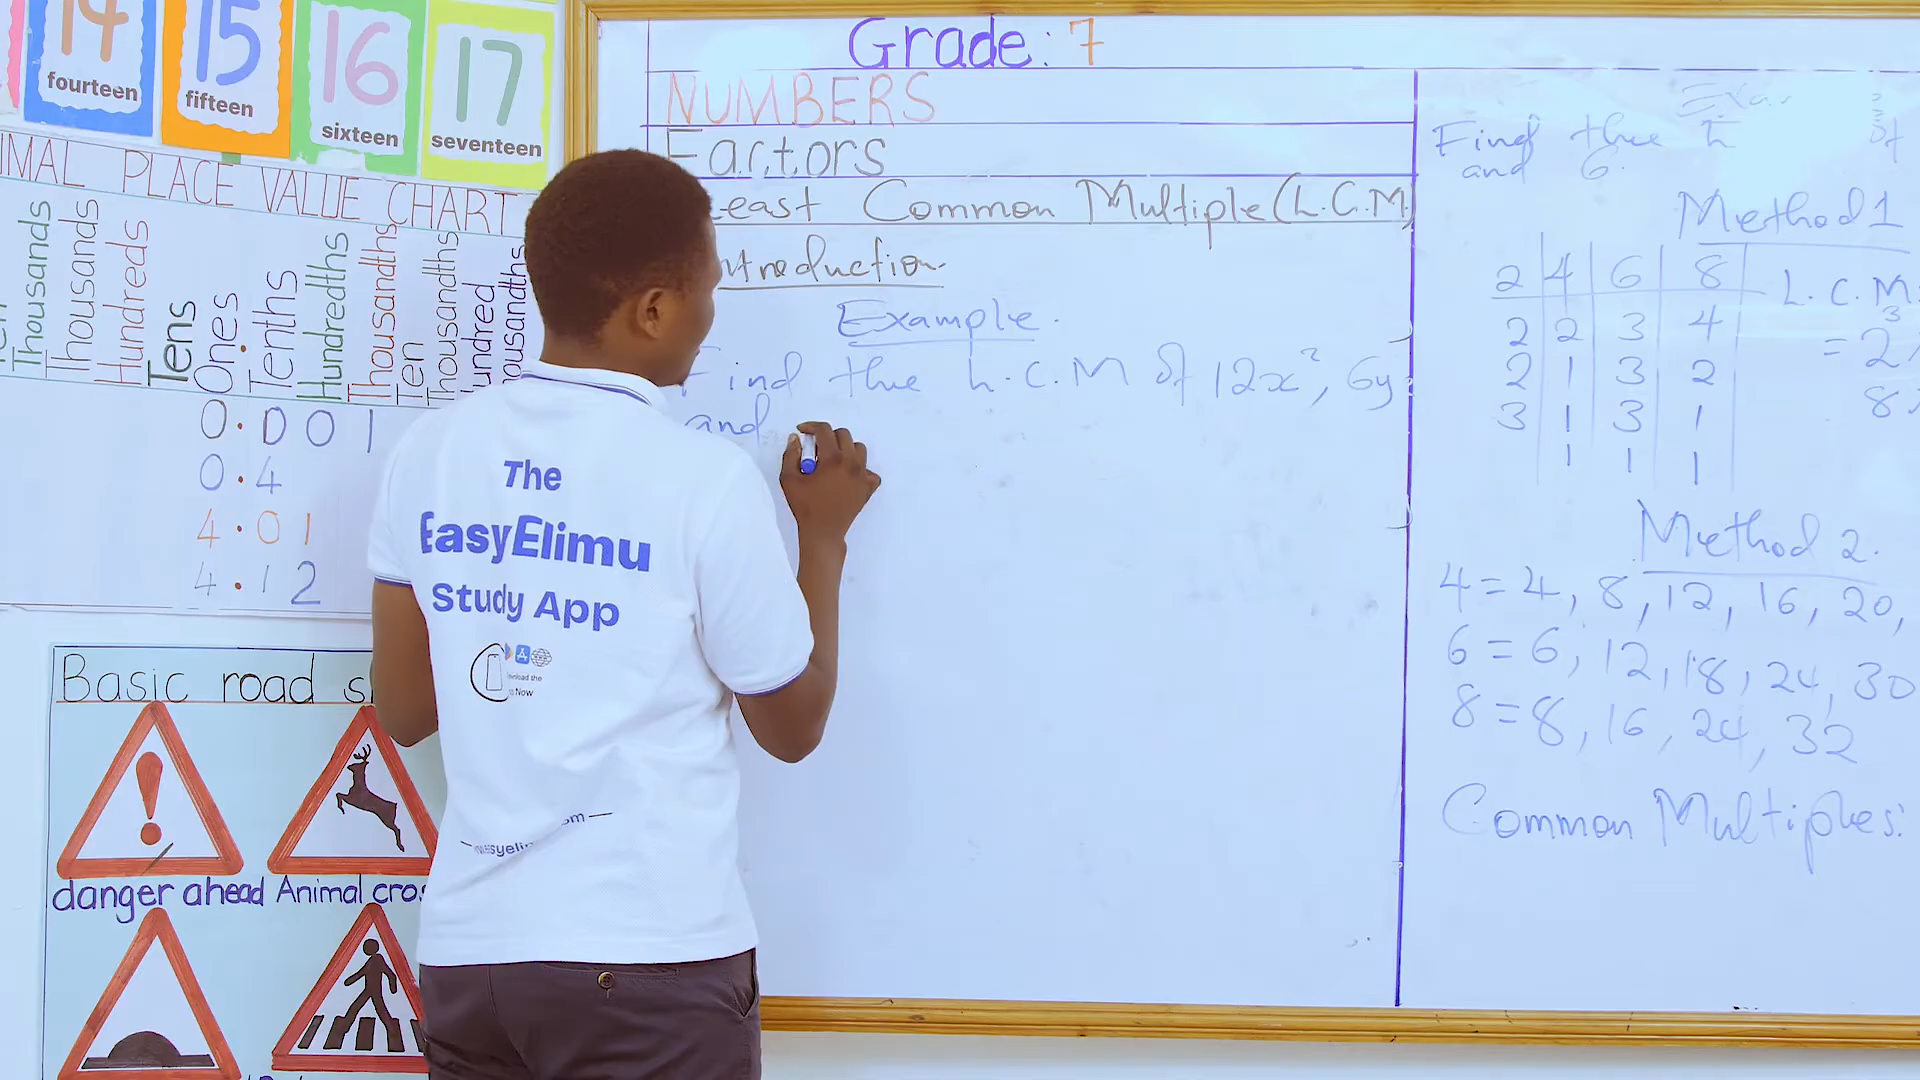 14
fourteen
15
fifteen
16
sixteen
17
seventeen
IMAL PLACE VALUE CHART
Thousands
Thousands
Hundreds
Tens
Ones
Tenths
Hundredths
Thousandths
Ten
Thousandths
Hundred
housandths
0.001
0.4
4.01
4.12
Basic road s
danger ahead
Animal cros
The
EasyElimu
Study App
Now
Grade: 7
NUMBERS
Factors
Least Common Multiple (L.C.M)
Introduction
Example.
Find the L.C.M of 12x², 6y
and
Find the
and 6
Method 1
2 4 6 8
2 2 3 4
2 1 3 2
3 1 3 1
1 1 1
L.C.M
= 2³
8
Method 2.
4 = 4, 8, 12, 16, 20,
6 = 6, 12, 18, 24, 30
8 = 8, 16, 24, 32
Common Multiples: